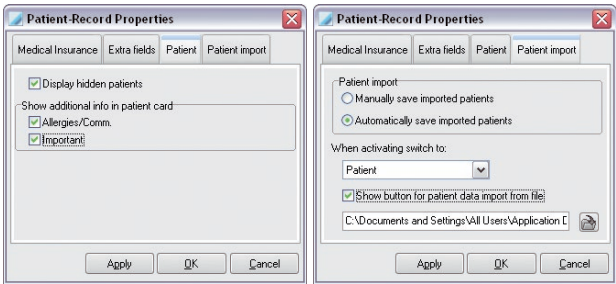 Patient-Record Properties
Medical Insurance Extra fields Patient Patient import
Display hidden patients
Show additional info in patient card
Allergies/Comm.
Important
Apply OK Cancel
Patient-Record Properties
Medical Insurance Extra fields Patient Patient import
Patient import
Manually save imported patients
Automatically save imported patients
When activating switch to:
Patient
Show button for patient data import from file
C:\Documents and Settings\All Users\Application D
Apply OK Cancel